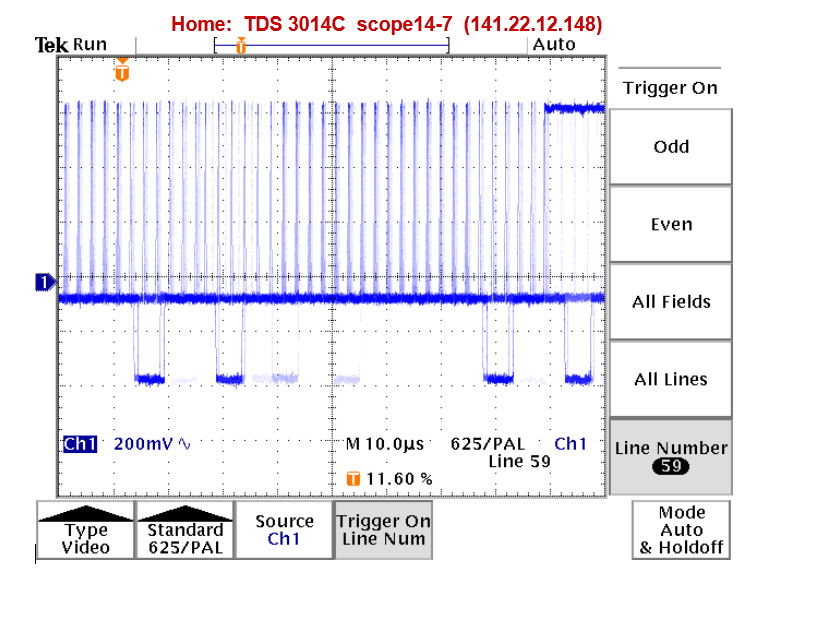 Home: TDS 3014C scope14-7 (141.22.12.148)
Tek Run
Auto
T
T
Trigger On
Odd
Even
1
All Fields
All Lines
Ch1 200mV∿ M 10.0µs 625/PAL Ch1
Line 59
T 11.60 %
Line Number
59
Type
Video
Standard
625/PAL
Source
Ch1
Trigger On
Line Num
Mode
Auto
& Holdoff